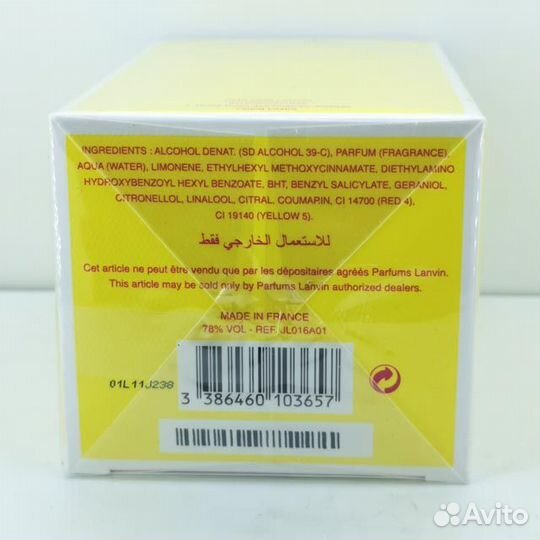 INGREDIENTS : ALCOHOL DENAT. (SD ALCOHOL 39-C), PARFUM (FRAGRANCE),
AQUA (WATER), LIMONENE, ETHYLHEXYL METHOXYCINNAMATE, DIETHYLAMINO
HYDROXYBENZOYL HEXYL BENZOATE, BHT, BENZYL SALICYLATE, GERANIOL,
CITRONELLOL, LINALOOL, CITRAL, COUMARIN, CI 14700 (RED 4),
CI 19140 (YELLOW 5).
للاستعمال الخارجي فقط
Cet article ne peut être vendu que par les dépositaires agréés Parfums Lanvin.
This article may be sold only by Parfums Lanvin authorized dealers.
MADE IN FRANCE
78% VOL - REF. JL016A01
01L11J238
3 386460 103657
Avito